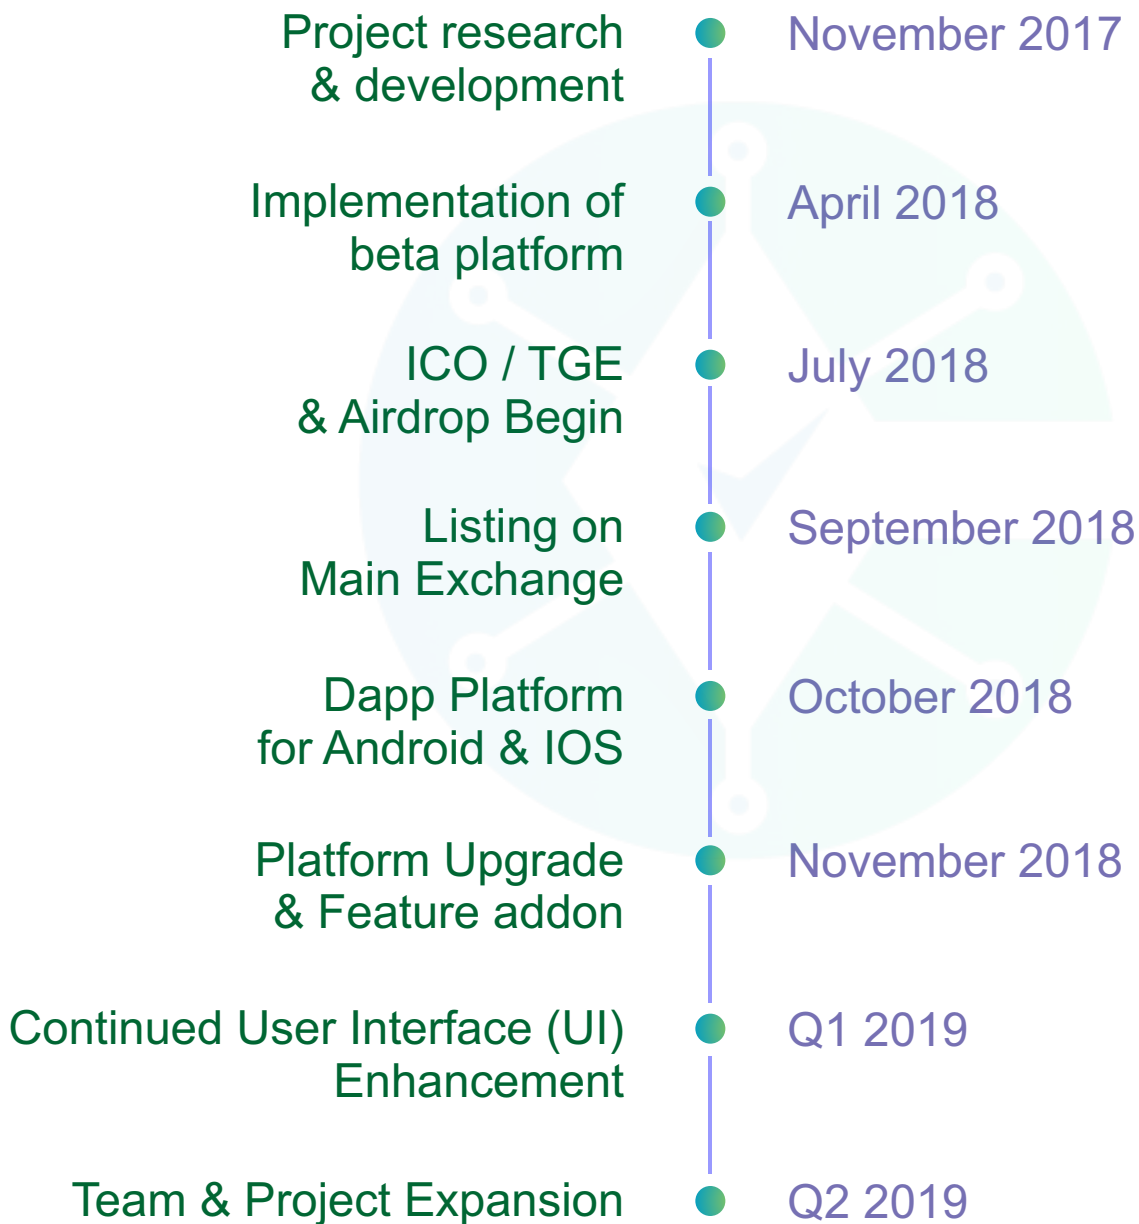 Project research
& development
November 2017
Implementation of
beta platform
April 2018
ICO / TGE
& Airdrop Begin
July 2018
Listing on
Main Exchange
September 2018
Dapp Platform
for Android & IOS
October 2018
Platform Upgrade
& Feature addon
November 2018
Continued User Interface (UI)
Enhancement
Q1 2019
Team & Project Expansion
Q2 2019